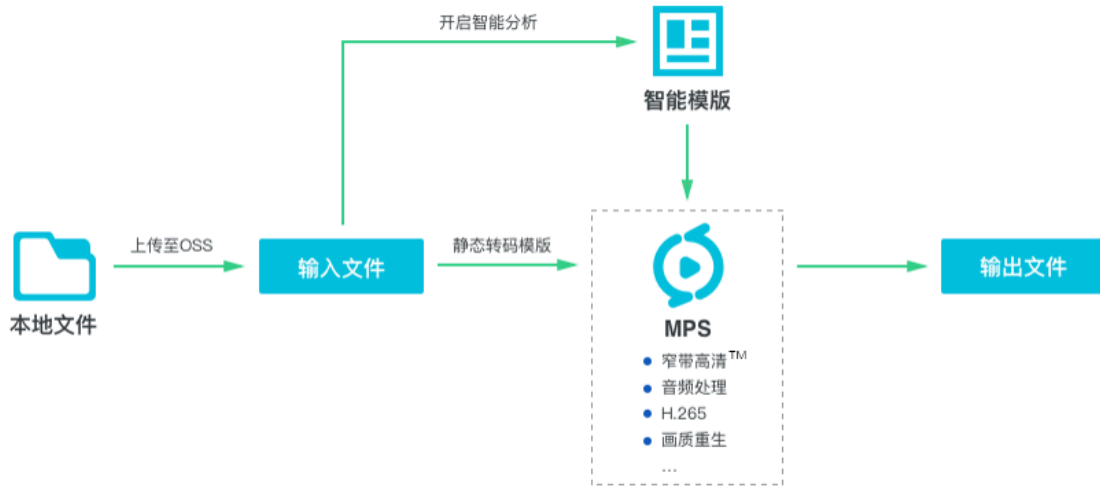 开启智能分析
智能模版
上传至OSS
静态转码模版
输入文件
输出文件
本地文件
MPS
窄带高清™
音频处理
H.265
画质重生
...